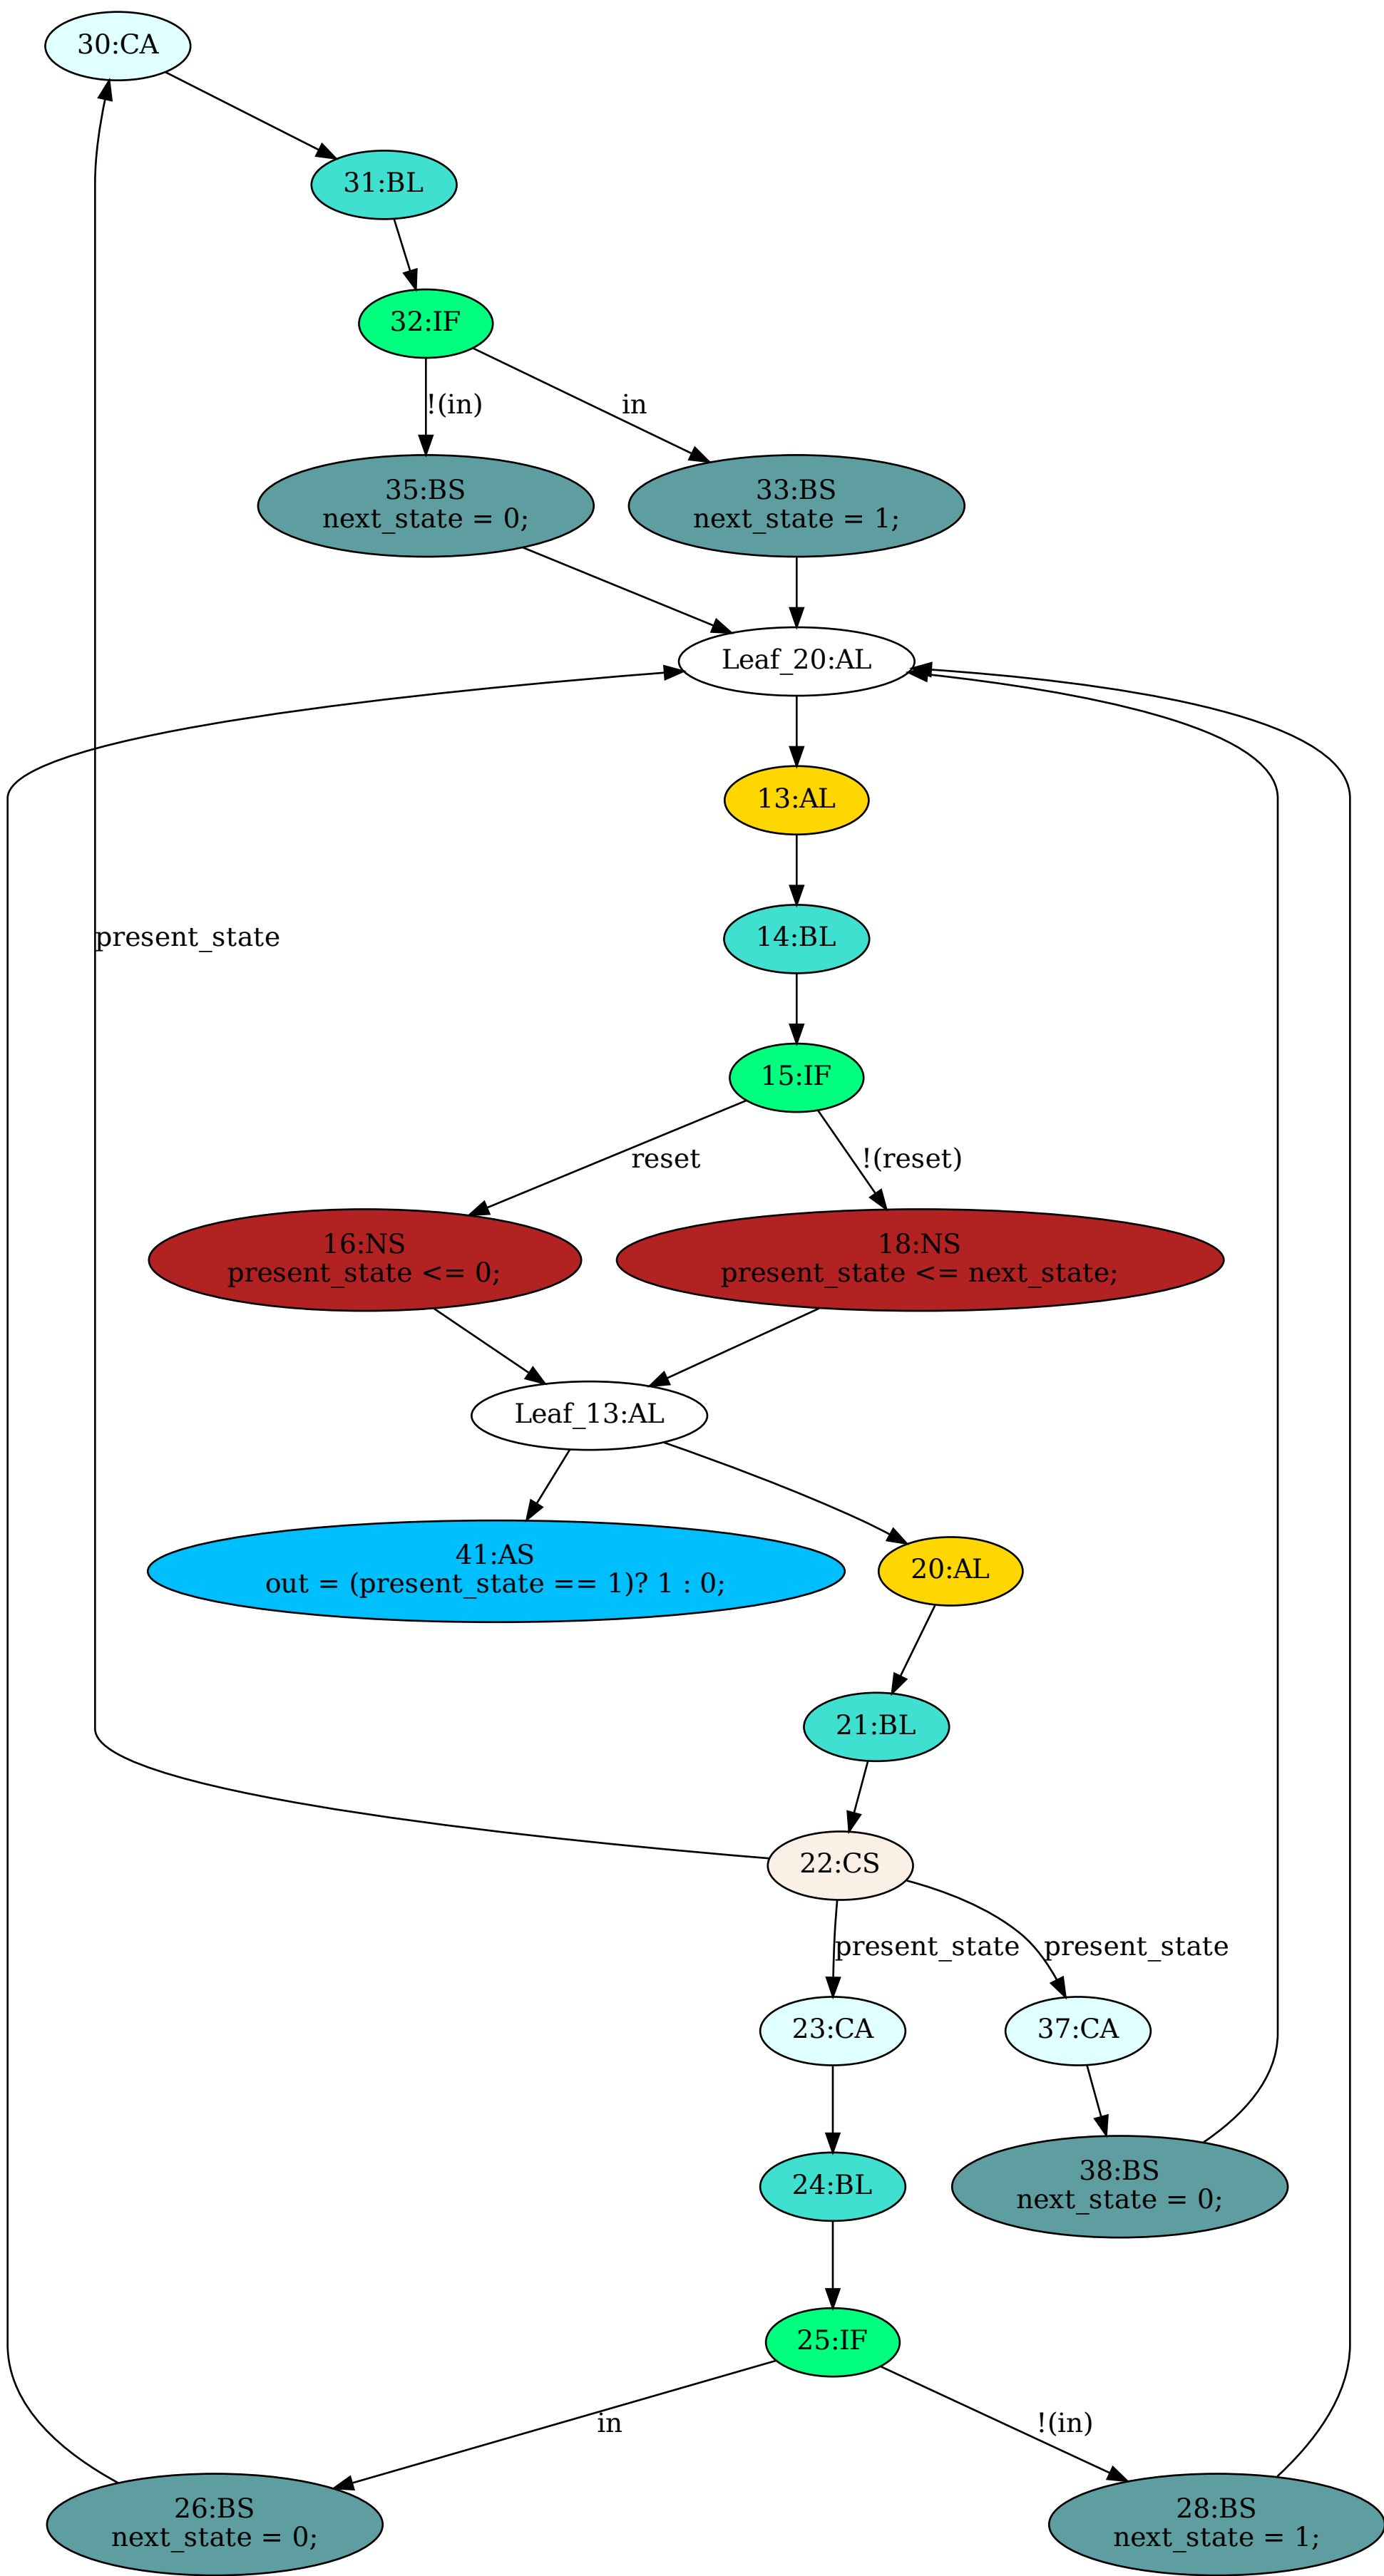 30:CA
31:BL
32:IF
!(in)
in
35:BS
next_state = 0;
33:BS
next_state = 1;
Leaf_20:AL
13:AL
present_state
14:BL
15:IF
reset
!(reset)
16:NS
present_state <= 0;
18:NS
present_state <= next_state;
Leaf_13:AL
41:AS
out = (present_state == 1)? 1 : 0;
20:AL
21:BL
22:CS
present_state
present_state
23:CA
37:CA
24:BL
38:BS
next_state = 0;
25:IF
in
!(in)
26:BS
next_state = 0;
28:BS
next_state = 1;